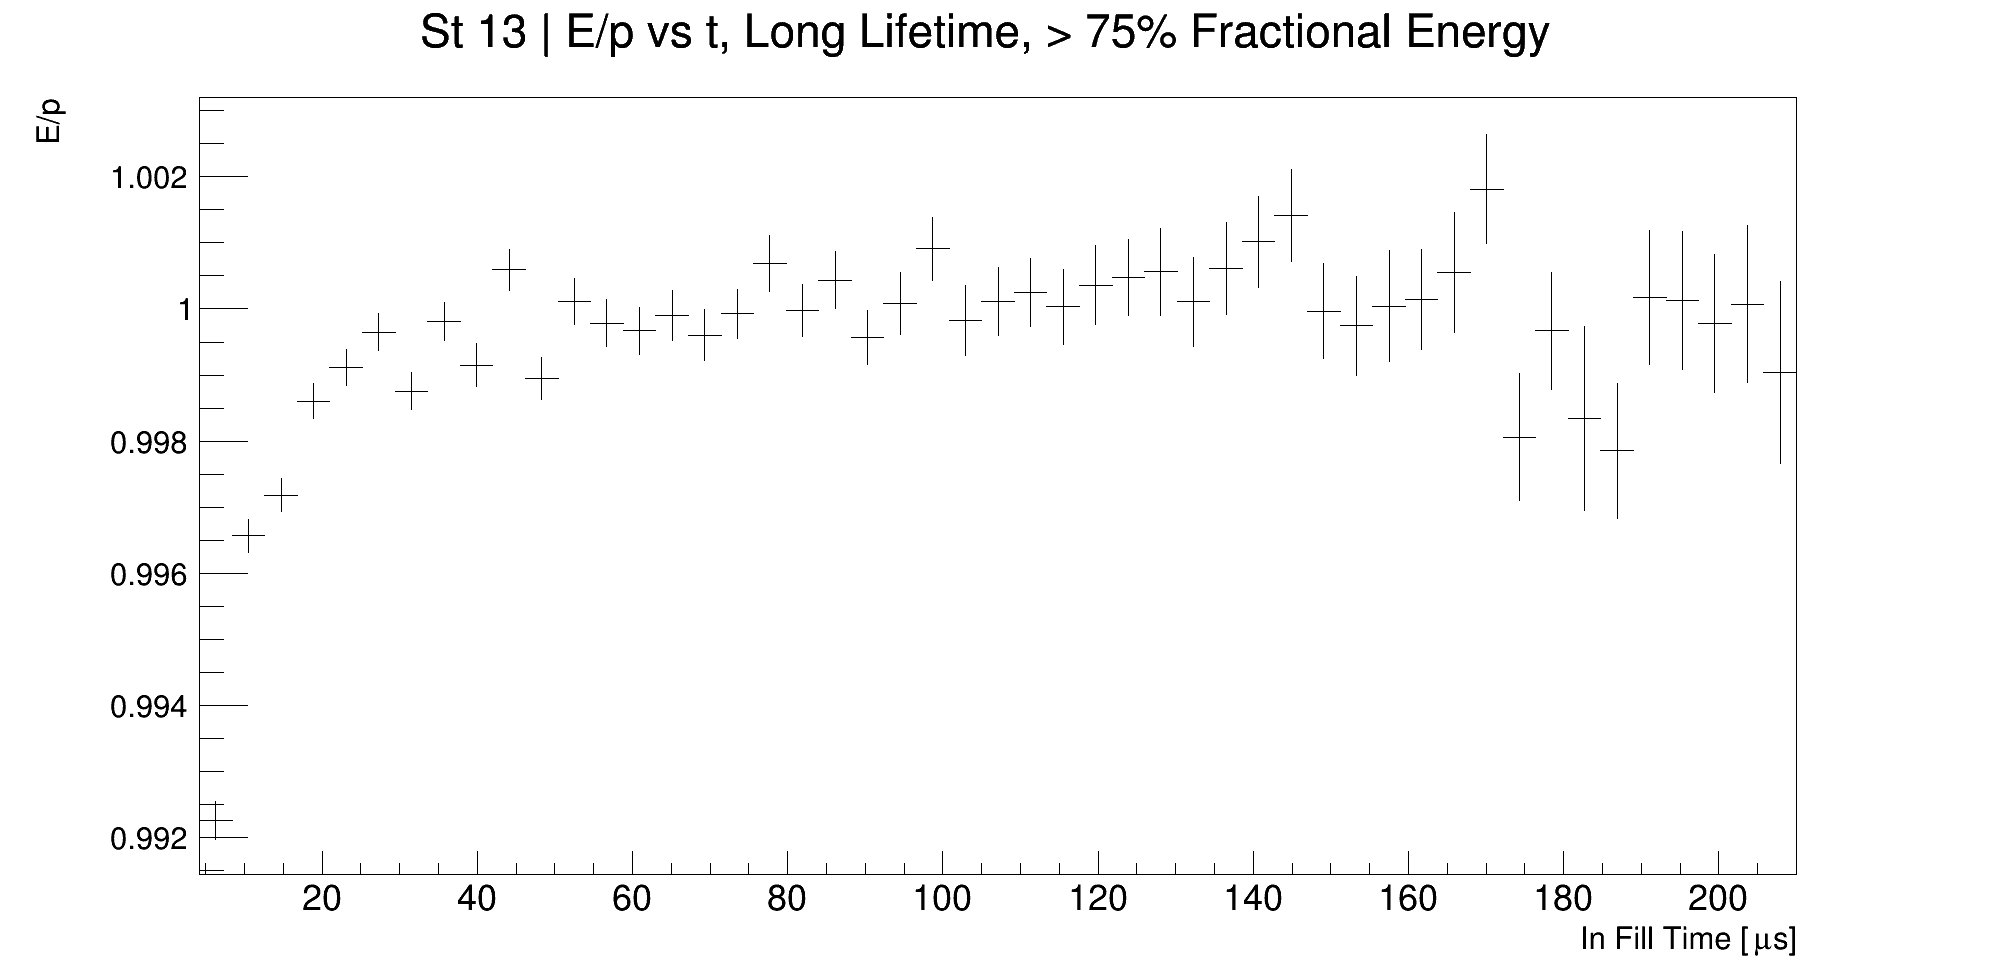 St 13 | E/p vs t, Long Lifetime, > 75% Fractional Energy
E/p
1.002
1
0.998
0.996
0.994
0.992
20 40 60 80 100 120 140 160 180 200
In Fill Time [μs]